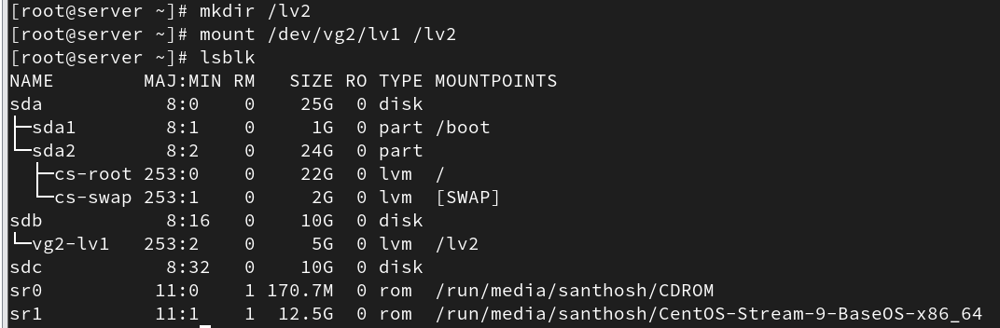 [root@server ~]# mkdir /lv2
[root@server ~]# mount /dev/vg2/lv1 /lv2
[root@server ~]# lsblk
NAME        MAJ:MIN RM   SIZE RO TYPE MOUNTPOINTS
sda           8:0    0    25G  0 disk
├─sda1        8:1    0     1G  0 part /boot
└─sda2        8:2    0    24G  0 part
  ├─cs-root 253:0    0    22G  0 lvm  /
  └─cs-swap 253:1    0     2G  0 lvm  [SWAP]
sdb           8:16   0    10G  0 disk
└─vg2-lv1   253:2    0     5G  0 lvm  /lv2
sdc           8:32   0    10G  0 disk
sr0          11:0    1 170.7M  0 rom  /run/media/santhosh/CDROM
sr1          11:1    1  12.5G  0 rom  /run/media/santhosh/CentOS-Stream-9-BaseOS-x86_64